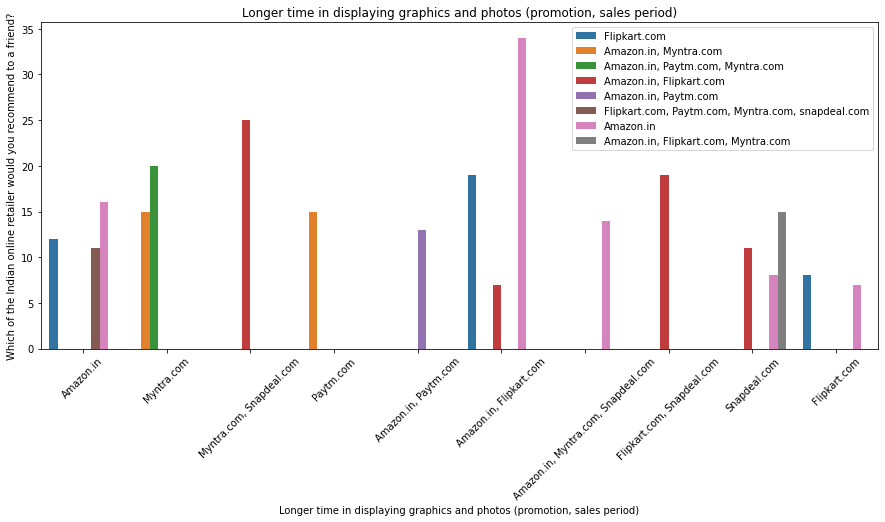 Longer time in displaying graphics and photos (promotion, sales period)
Which of the Indian online retailer would you recommend to a friend?
35
30
25
20
15
10
5
0
Flipkart.com
Amazon.in, Myntra.com
Amazon.in, Paytm.com, Myntra.com
Amazon.in, Flipkart.com
Amazon.in, Paytm.com
Flipkart.com, Paytm.com, Myntra.com, snapdeal.com
Amazon.in
Amazon.in, Flipkart.com, Myntra.com
Amazon.in
Myntra.com
Myntra.com, Snapdeal.com
Paytm.com
Amazon.in, Paytm.com
Amazon.in, Flipkart.com
Amazon.in, Myntra.com, Snapdeal.com
Flipkart.com, Snapdeal.com
Snapdeal.com
Flipkart.com
Longer time in displaying graphics and photos (promotion, sales period)